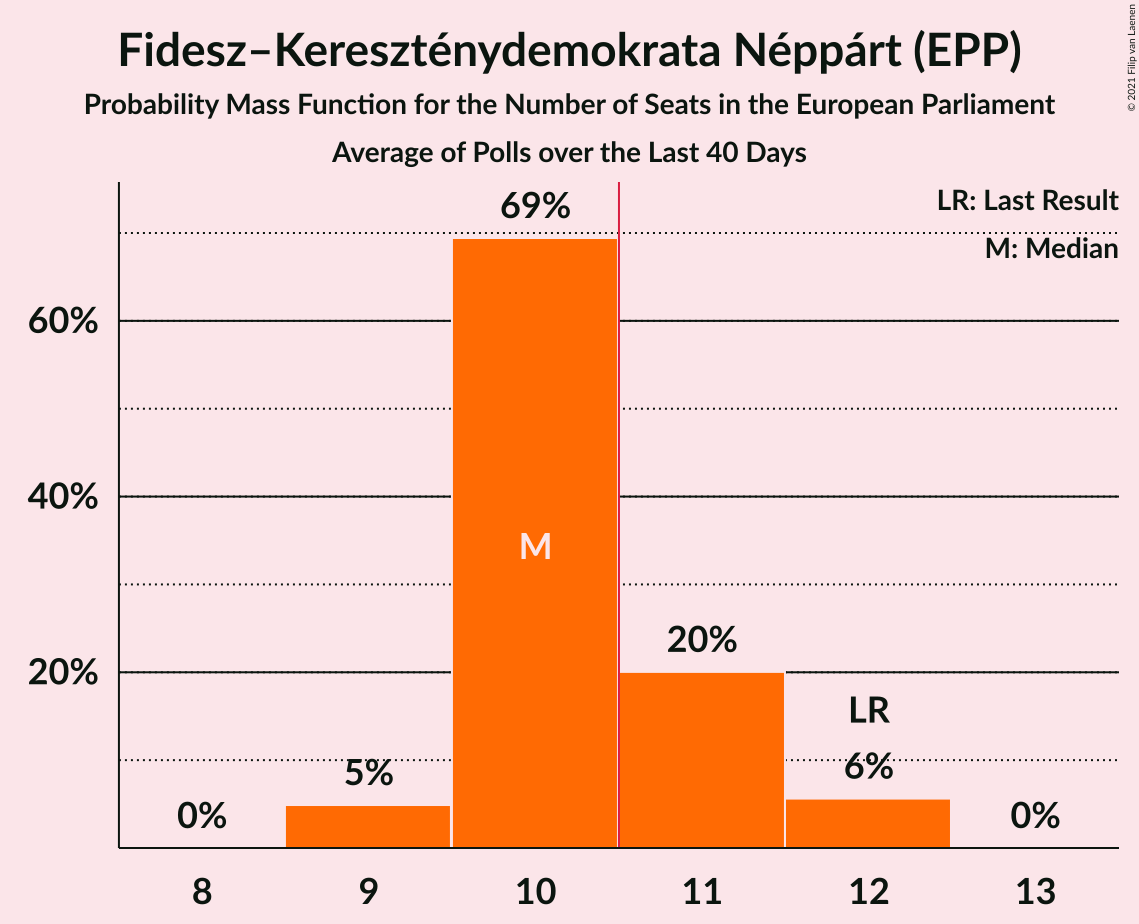 Fidesz–Kereszténydemokrata Néppárt (EPP)
Probability Mass Function for the Number of Seats in the European Parliament
Average of Polls over the Last 40 Days
© 2021 Filip van Laenen
LR: Last Result
M: Median
69%
60%
40%
M
20%
20%
LR
5%
6%
0%
0%
8 9 10 11 12 13